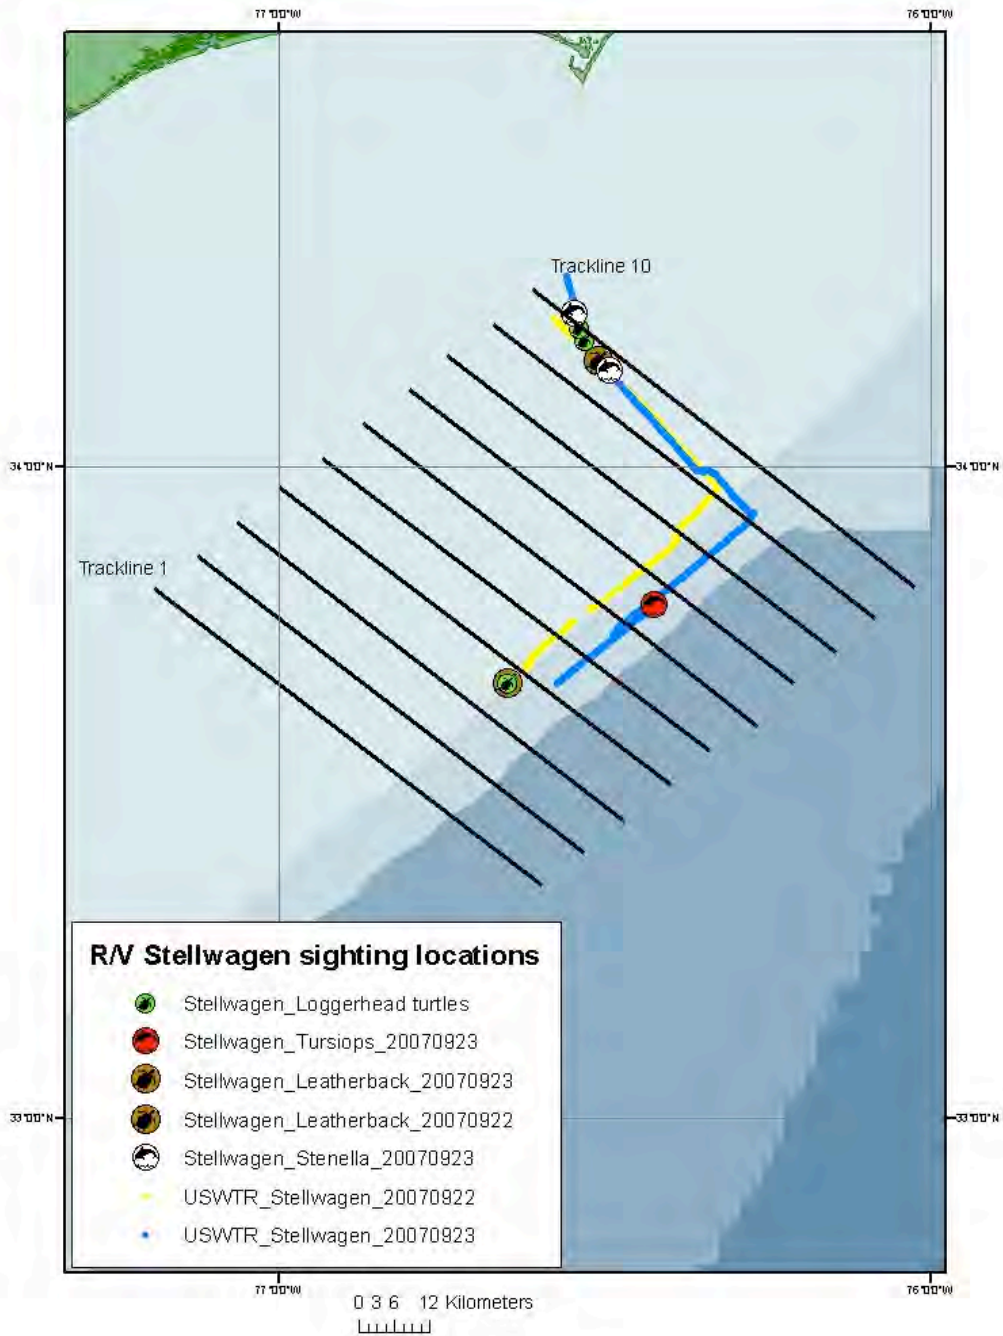 77°00'W 76°00'W
Trackline 10
34°00'N 34°00'N
Trackline 1
R/V Stellwagen sighting locations
Stellwagen_Loggerhead turtles
Stellwagen_Tursiops_20070923
Stellwagen_Leatherback_20070923
Stellwagen_Leatherback_20070922
33°00'N 33°00'N
Stellwagen_Stenella_20070923
USWTR_Stellwagen_20070922
USWTR_Stellwagen_20070923
77°00'W 76°00'W
0 3 6 12 Kilometers